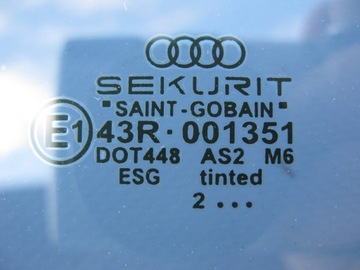 SEKURIT
"SAINT-GOBAIN"
E1 43R·001351
DOT448 AS2 M6
ESG tinted
2 ...